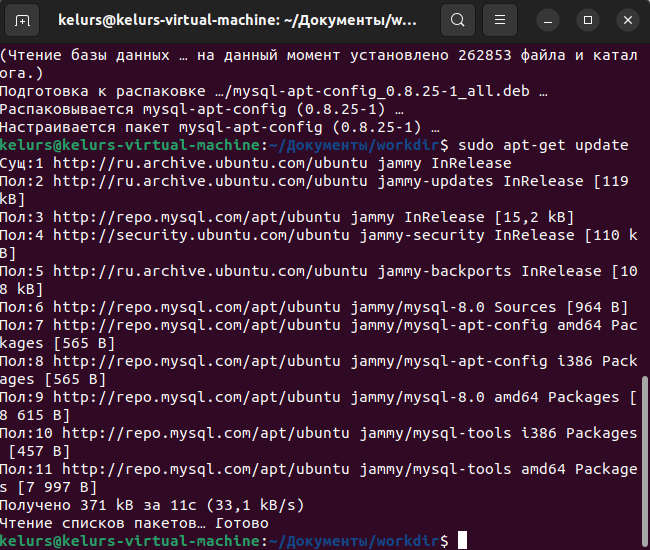 kelurs@kelurs-virtual-machine: ~/Документы/w...
(Чтение базы данных … на данный момент установлено 262853 файла и катал
ога.)
Подготовка к распаковке …/mysql-apt-config_0.8.25-1_all.deb …
Распаковывается mysql-apt-config (0.8.25-1) …
Настраивается пакет mysql-apt-config (0.8.25-1) …
kelurs@kelurs-virtual-machine:~/Документы/workdir$ sudo apt-get update
Сущ:1 http://ru.archive.ubuntu.com/ubuntu jammy InRelease
Пол:2 http://ru.archive.ubuntu.com/ubuntu jammy-updates InRelease [119
kB]
Пол:3 http://repo.mysql.com/apt/ubuntu jammy InRelease [15,2 kB]
Пол:4 http://security.ubuntu.com/ubuntu jammy-security InRelease [110 k
B]
Пол:5 http://ru.archive.ubuntu.com/ubuntu jammy-backports InRelease [10
8 kB]
Пол:6 http://repo.mysql.com/apt/ubuntu jammy/mysql-8.0 Sources [964 B]
Пол:7 http://repo.mysql.com/apt/ubuntu jammy/mysql-apt-config amd64 Pac
kages [565 B]
Пол:8 http://repo.mysql.com/apt/ubuntu jammy/mysql-apt-config i386 Pack
ages [565 B]
Пол:9 http://repo.mysql.com/apt/ubuntu jammy/mysql-8.0 amd64 Packages [
8 615 B]
Пол:10 http://repo.mysql.com/apt/ubuntu jammy/mysql-tools i386 Packages
[457 B]
Пол:11 http://repo.mysql.com/apt/ubuntu jammy/mysql-tools amd64 Package
s [7 997 B]
Получено 371 kB за 11с (33,1 kB/s)
Чтение списков пакетов… Готово
kelurs@kelurs-virtual-machine:~/Документы/workdir$